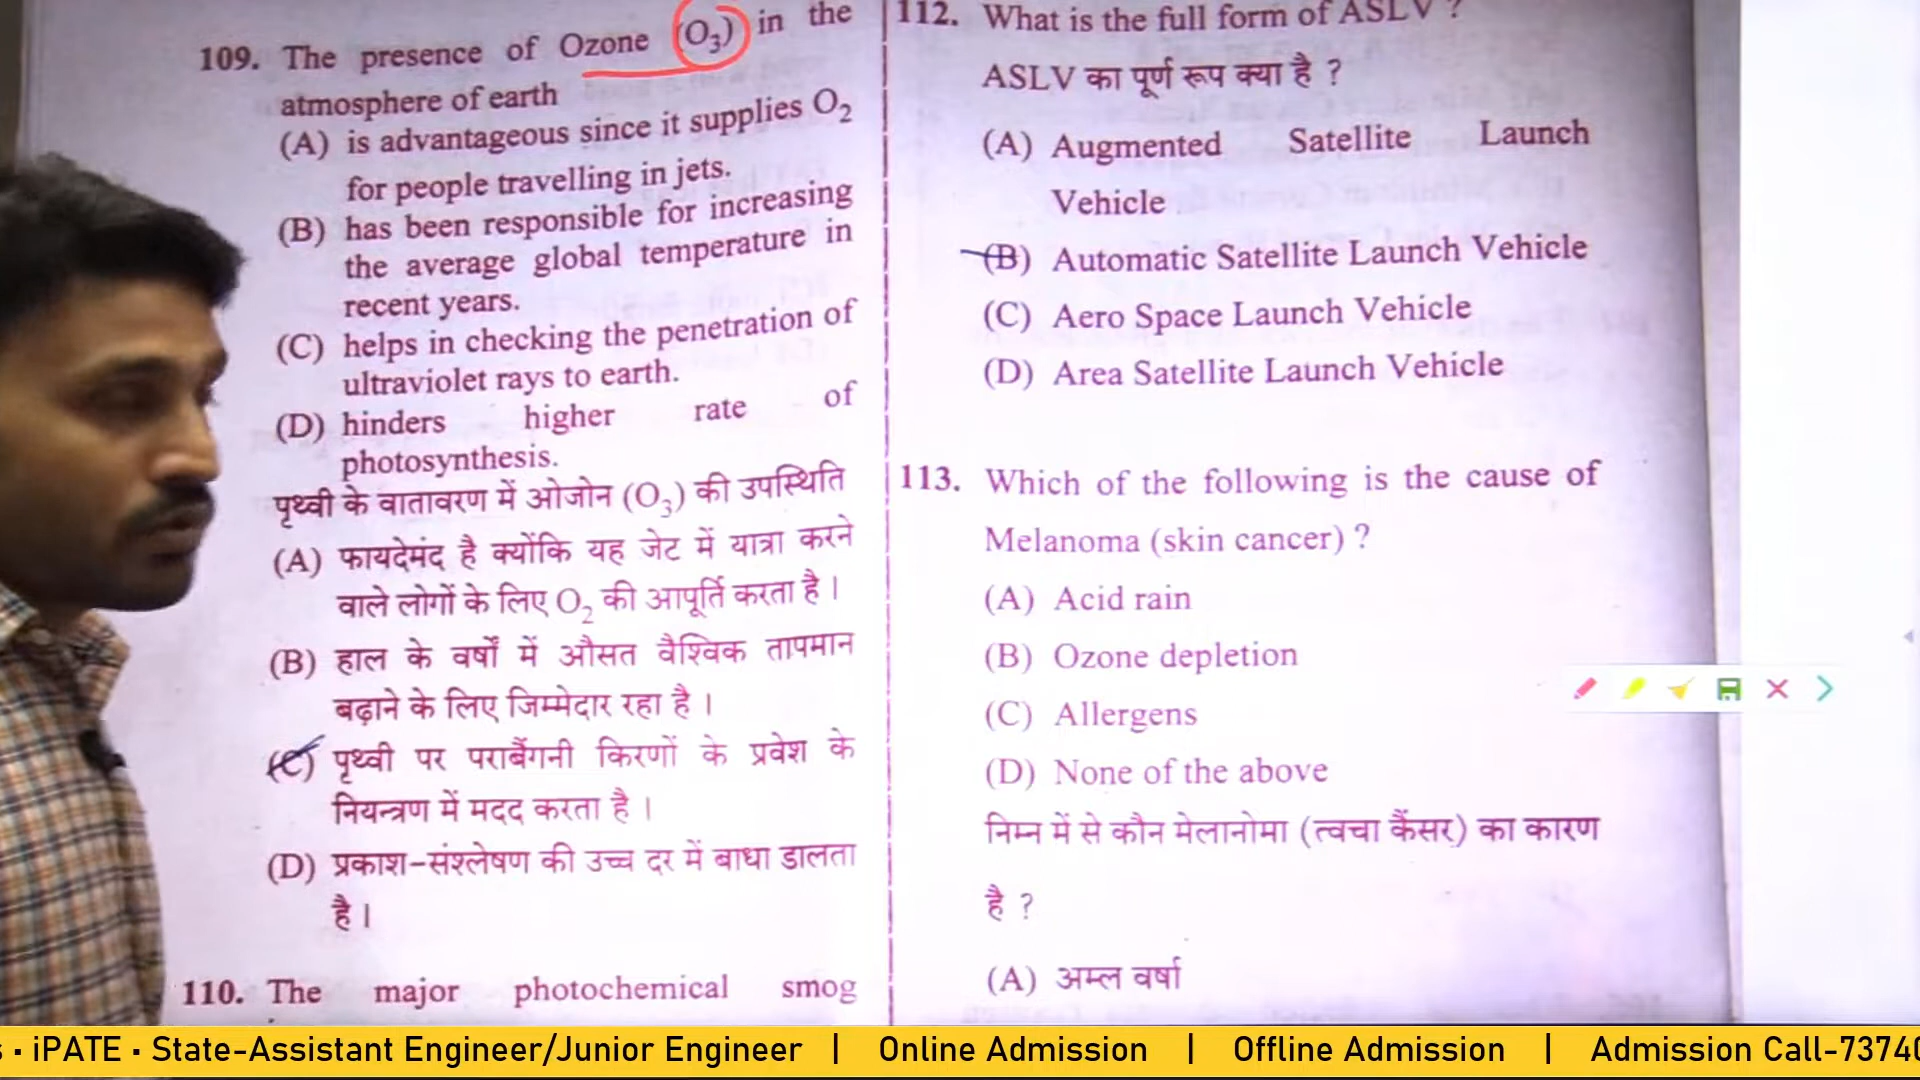 109. The presence of Ozone (O₃) in the
atmosphere of earth
(A) is advantageous since it supplies O₂
for people travelling in jets.
(B) has been responsible for increasing
the average global temperature in
recent years.
(C) helps in checking the penetration of
ultraviolet rays to earth.
(D) hinders higher rate of
photosynthesis.
पृथ्वी के वातावरण में ओजोन (O₃) की उपस्थिति
(A) फायदेमंद है क्योंकि यह जेट में यात्रा करने
वाले लोगों के लिए O₂ की आपूर्ति करता है ।
(B) हाल के वर्षों में औसत वैश्विक तापमान
बढ़ाने के लिए जिम्मेदार रहा है ।
(C) पृथ्वी पर पराबैंगनी किरणों के प्रवेश के
नियन्त्रण में मदद करता है ।
(D) प्रकाश-संश्लेषण की उच्च दर में बाधा डालता
है ।
110. The major photochemical smog
112. What is the full form of ASLV ?
ASLV का पूर्ण रूप क्या है ?
(A) Augmented Satellite Launch
Vehicle
(B) Automatic Satellite Launch Vehicle
(C) Aero Space Launch Vehicle
(D) Area Satellite Launch Vehicle
113. Which of the following is the cause of
Melanoma (skin cancer) ?
(A) Acid rain
(B) Ozone depletion
(C) Allergens
(D) None of the above
निम्न में से कौन मेलानोमा (त्वचा कैंसर) का कारण
है ?
(A) अम्ल वर्षा
iPATE ▪ State-Assistant Engineer/Junior Engineer | Online Admission | Offline Admission | Admission Call-7374